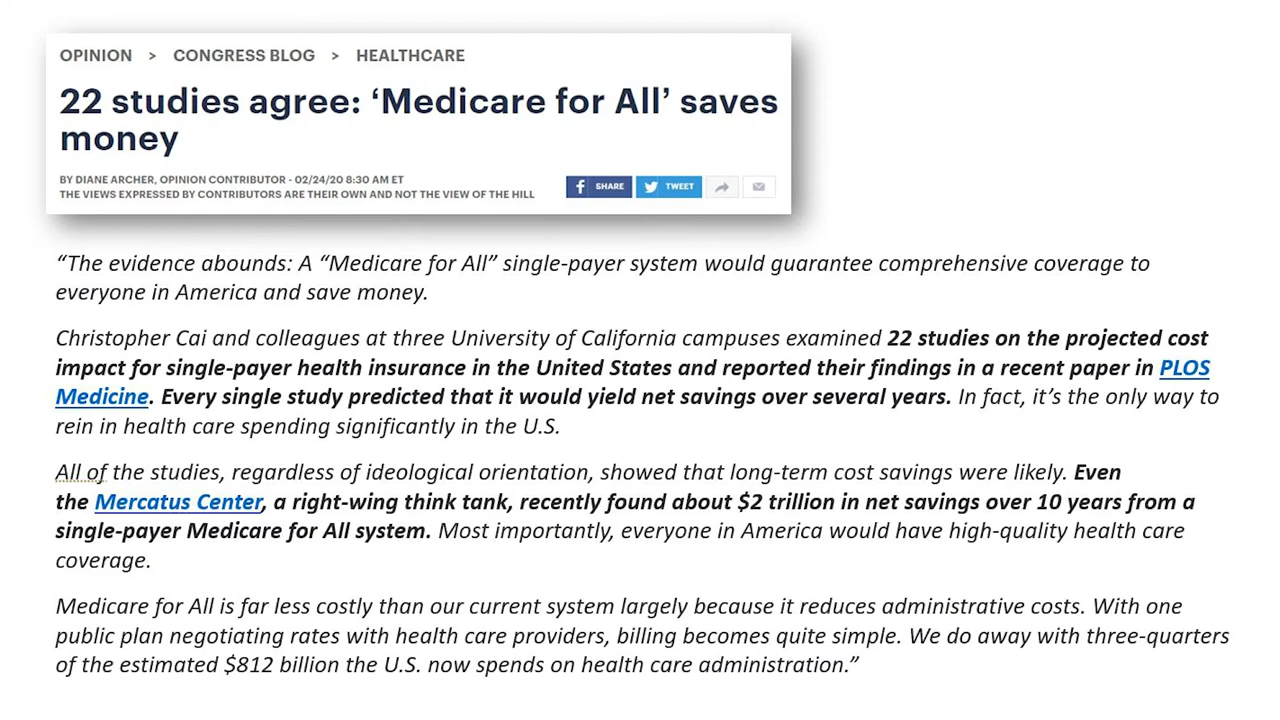 OPINION > CONGRESS BLOG > HEALTHCARE
22 studies agree: ‘Medicare for All’ saves
money
BY DIANE ARCHER, OPINION CONTRIBUTOR - 02/24/20 8:30 AM ET
THE VIEWS EXPRESSED BY CONTRIBUTORS ARE THEIR OWN AND NOT THE VIEW OF THE HILL
SHARE TWEET
“The evidence abounds: A “Medicare for All” single-payer system would guarantee comprehensive coverage to
everyone in America and save money.
Christopher Cai and colleagues at three University of California campuses examined 22 studies on the projected cost
impact for single-payer health insurance in the United States and reported their findings in a recent paper in PLOS
Medicine. Every single study predicted that it would yield net savings over several years. In fact, it’s the only way to
rein in health care spending significantly in the U.S.
All of the studies, regardless of ideological orientation, showed that long-term cost savings were likely. Even
the Mercatus Center, a right-wing think tank, recently found about $2 trillion in net savings over 10 years from a
single-payer Medicare for All system. Most importantly, everyone in America would have high-quality health care
coverage.
Medicare for All is far less costly than our current system largely because it reduces administrative costs. With one
public plan negotiating rates with health care providers, billing becomes quite simple. We do away with three-quarters
of the estimated $812 billion the U.S. now spends on health care administration.”